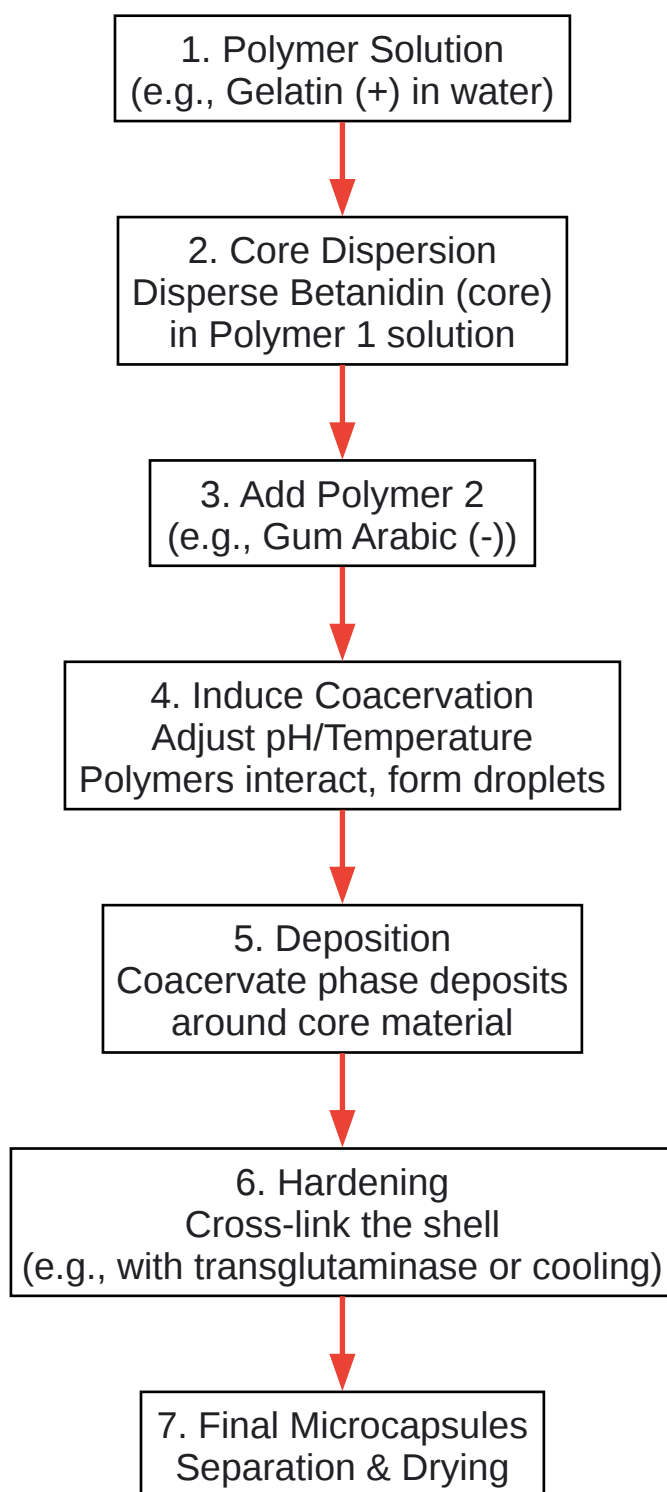 1. Polymer Solution
(e.g., Gelatin (+) in water)
2. Core Dispersion
Disperse Betanidin (core)
in Polymer 1 solution
3. Add Polymer 2
(e.g., Gum Arabic (-))
4. Induce Coacervation
Adjust pH/Temperature
Polymers interact, form droplets
5. Deposition
Coacervate phase deposits
around core material
6. Hardening
Cross-link the shell
(e.g., with transglutaminase or cooling)
7. Final Microcapsules
Separation & Drying